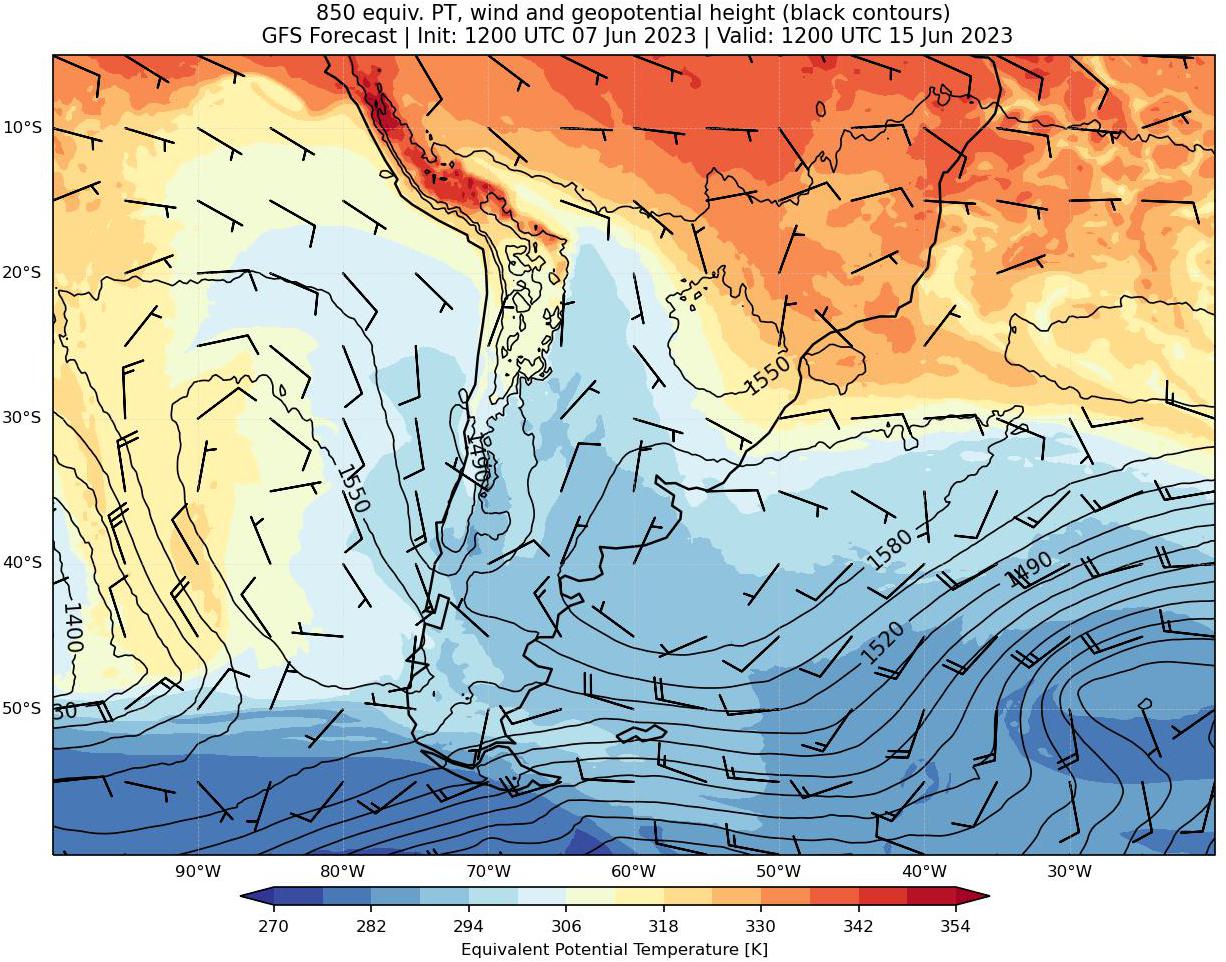 850 equiv. PT, wind and geopotential height (black contours)
GFS Forecast | Init: 1200 UTC 07 Jun 2023 | Valid: 1200 UTC 15 Jun 2023
10°S
20°S
1550
30°S
1490
1550
1580
40°S
1490
1400
1520
50°S
30
90°W 80°W 70°W 60°W 50°W 40°W 30°W
270 282 294 306 318 330 342 354
Equivalent Potential Temperature [K]